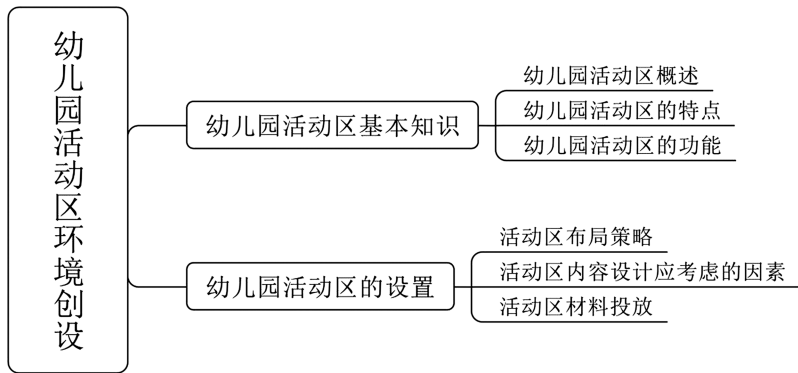 幼儿园活动区环境创设
幼儿园活动区基本知识
幼儿园活动区概述
幼儿园活动区的特点
幼儿园活动区的功能
幼儿园活动区的设置
活动区布局策略
活动区内容设计应考虑的因素
活动区材料投放